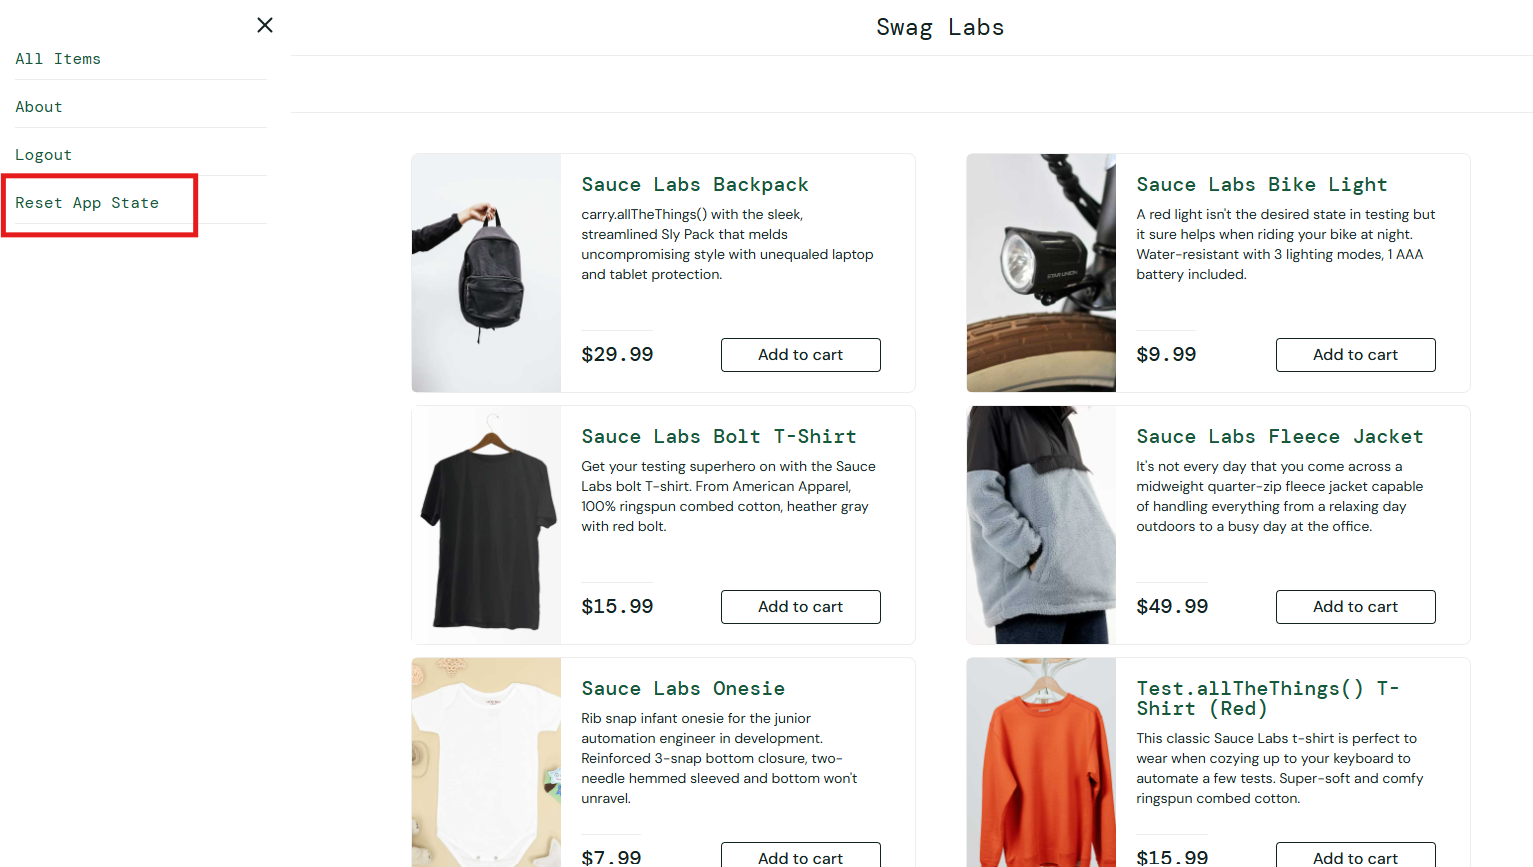 Swag Labs
All Items
About
Logout
Reset App State
Sauce Labs Backpack
carry.allTheThings() with the sleek,
streamlined Sly Pack that melds
uncompromising style with unequaled laptop
and tablet protection.
$29.99
Add to cart
Sauce Labs Bike Light
A red light isn't the desired state in testing but
it sure helps when riding your bike at night.
Water-resistant with 3 lighting modes, 1 AAA
battery included.
$9.99
Add to cart
STAR UNION
Sauce Labs Bolt T-Shirt
Get your testing superhero on with the Sauce
Labs bolt T-shirt. From American Apparel,
100% ringspun combed cotton, heather gray
with red bolt.
$15.99
Add to cart
Sauce Labs Fleece Jacket
It's not every day that you come across a
midweight quarter-zip fleece jacket capable
of handling everything from a relaxing day
outdoors to a busy day at the office.
$49.99
Add to cart
Sauce Labs Onesie
Rib snap infant onesie for the junior
automation engineer in development.
Reinforced 3-snap bottom closure, two-
needle hemmed sleeved and bottom won't
unravel.
$7.99
Add to cart
Test.allTheThings() T-
Shirt (Red)
This classic Sauce Labs t-shirt is perfect to
wear when cozying up to your keyboard to
automate a few tests. Super-soft and comfy
ringspun combed cotton.
$15.99
Add to cart